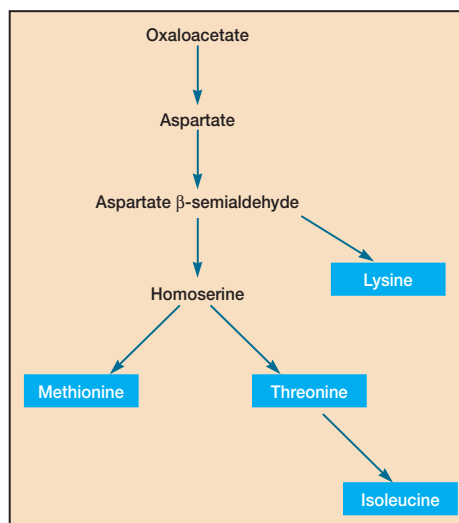 Oxaloacetate
Aspartate
Aspartate β-semialdehyde
Lysine
Homoserine
Methionine
Threonine
Isoleucine